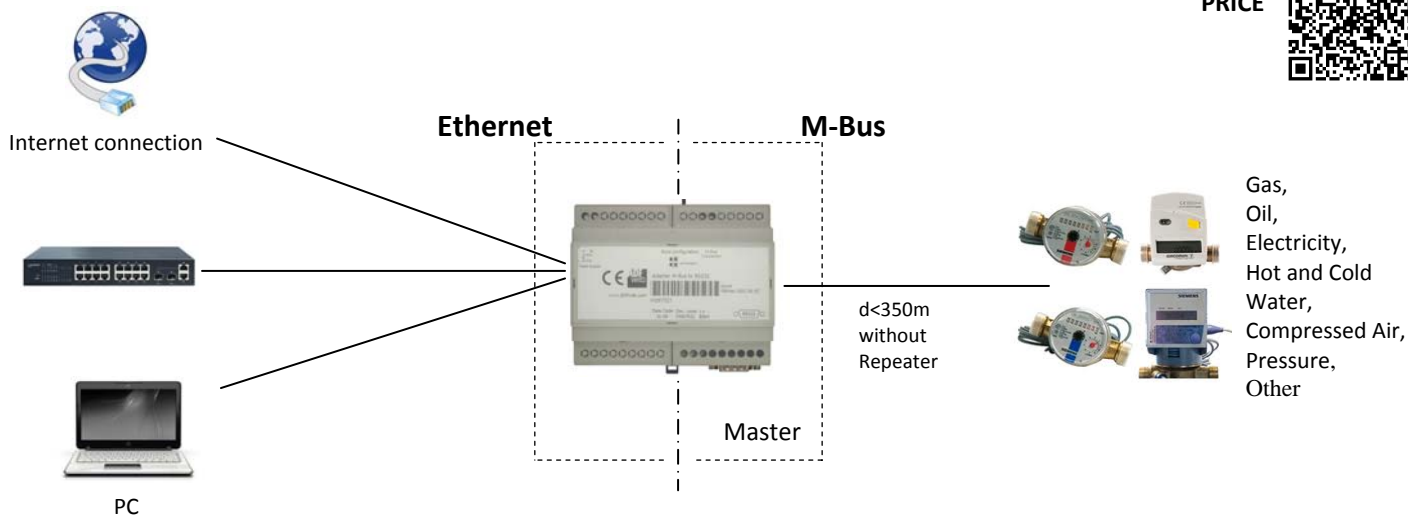 PRICE
Ethernet
M-Bus
Internet connection
Gas,
Oil,
Electricity,
Hot and Cold
Water,
Compressed Air,
Pressure,
Other
d<350m
without
Repeater
Master
PC